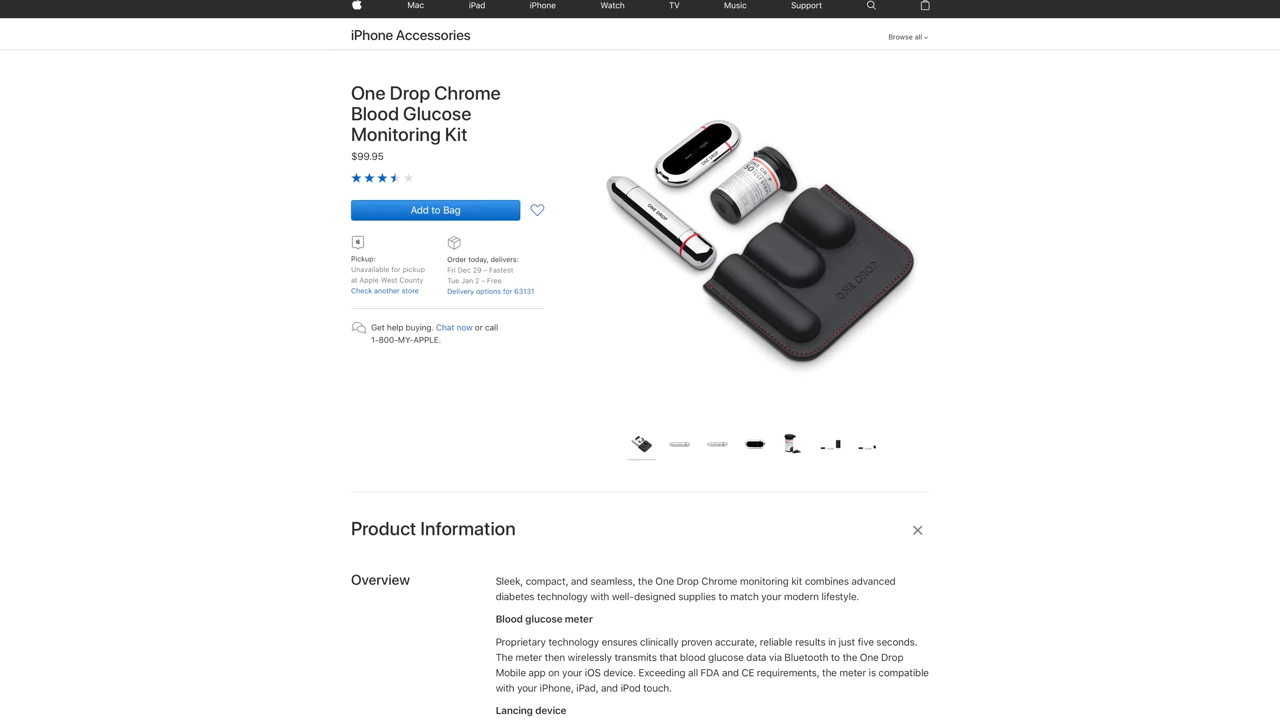 Mac iPad iPhone Watch TV Music Support
iPhone Accessories
Browse all
One Drop Chrome
Blood Glucose
Monitoring Kit
$99.95
Add to Bag
Pickup:
Unavailable for pickup
at Apple West County
Check another store
Order today, delivers:
Fri Dec 29 – Fastest
Tue Jan 2 – Free
Delivery options for 63131
Get help buying. Chat now or call
1-800-MY-APPLE.
ONE DROP
ONE DROP
ONE DROP
50
ONE DROP
Product Information
Overview
Sleek, compact, and seamless, the One Drop Chrome monitoring kit combines advanced
diabetes technology with well-designed supplies to match your modern lifestyle.
Blood glucose meter
Proprietary technology ensures clinically proven accurate, reliable results in just five seconds.
The meter then wirelessly transmits that blood glucose data via Bluetooth to the One Drop
Mobile app on your iOS device. Exceeding all FDA and CE requirements, the meter is compatible
with your iPhone, iPad, and iPod touch.
Lancing device